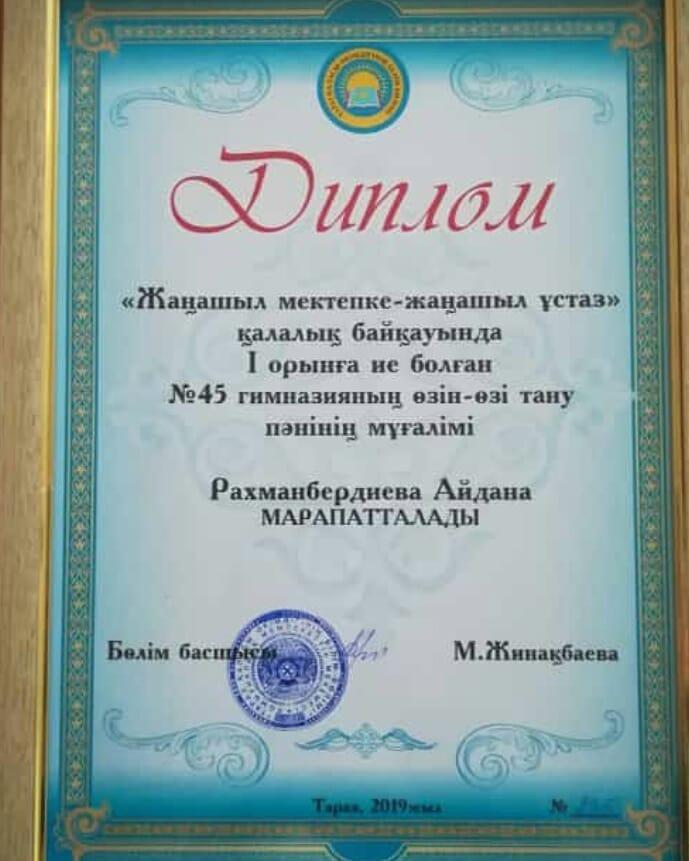 Диплом
«Жаңашыл мектепке-жаңашыл ұстаз»
қалалық байқауында
I орынға ие болған
№45 гимназияның өзін-өзі тану
пәнінің мұғалімі
Рахманбердиева Айдана
МАРАПАТТАЛАДЫ
Бөлім басшысы М.Жинақбаева
Тараз, 2019жыл №